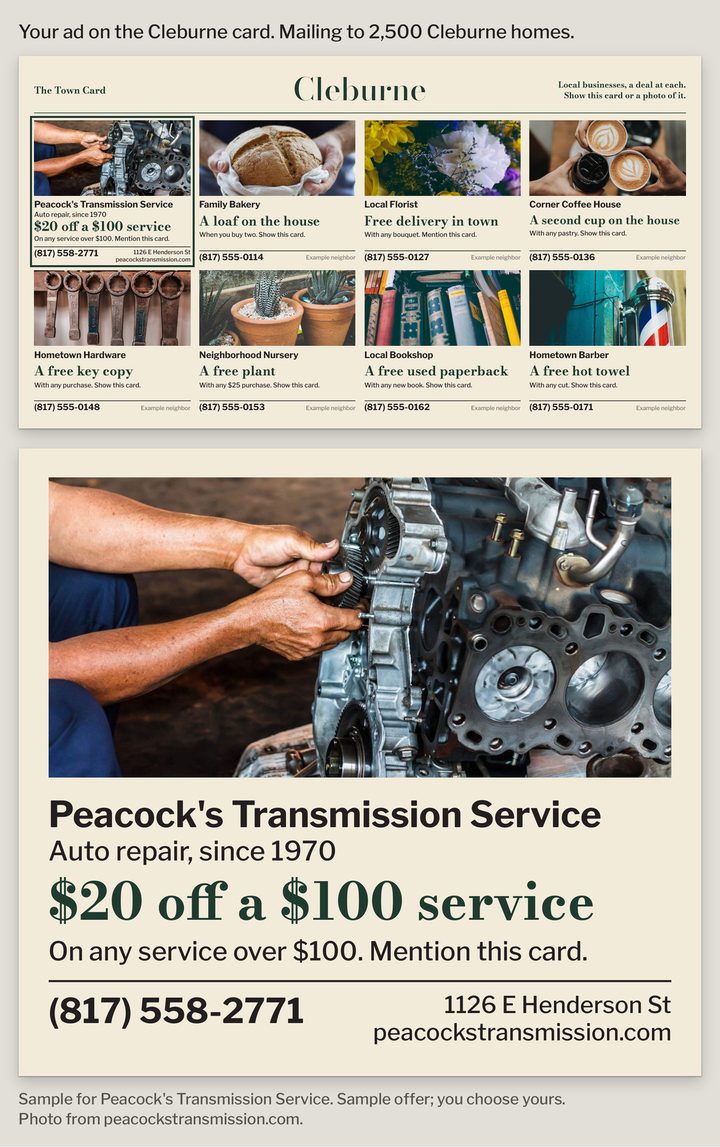 Your ad on the Cleburne card. Mailing to 2,500 Cleburne homes.
The Town Card
Cleburne
Local businesses, a deal at each.
Show this card or a photo of it.
Peacock's Transmission Service
Auto repair, since 1970
$20 off a $100 service
On any service over $100. Mention this card.
(817) 558-2771
1126 E Henderson St
peacockstransmission.com
Family Bakery
A loaf on the house
When you buy two. Show this card.
(817) 555-0114
Example neighbor
Local Florist
Free delivery in town
With any bouquet. Mention this card.
(817) 555-0127
Example neighbor
Corner Coffee House
A second cup on the house
With any pastry. Show this card.
(817) 555-0136
Example neighbor
Hometown Hardware
A free key copy
With any purchase. Show this card.
(817) 555-0148
Example neighbor
Neighborhood Nursery
A free plant
With any $25 purchase. Show this card.
(817) 555-0153
Example neighbor
Local Bookshop
A free used paperback
With any new book. Show this card.
(817) 555-0162
Example neighbor
Hometown Barber
A free hot towel
With any cut. Show this card.
(817) 555-0171
Example neighbor
Peacock's Transmission Service
Auto repair, since 1970
$20 off a $100 service
On any service over $100. Mention this card.
(817) 558-2771
1126 E Henderson St
peacockstransmission.com
Sample for Peacock's Transmission Service. Sample offer; you choose yours.
Photo from peacockstransmission.com.